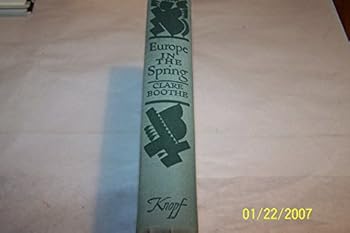 Europe
IN THE
Spring
CLARE
BOOTHE
Knopf
01/22/2007